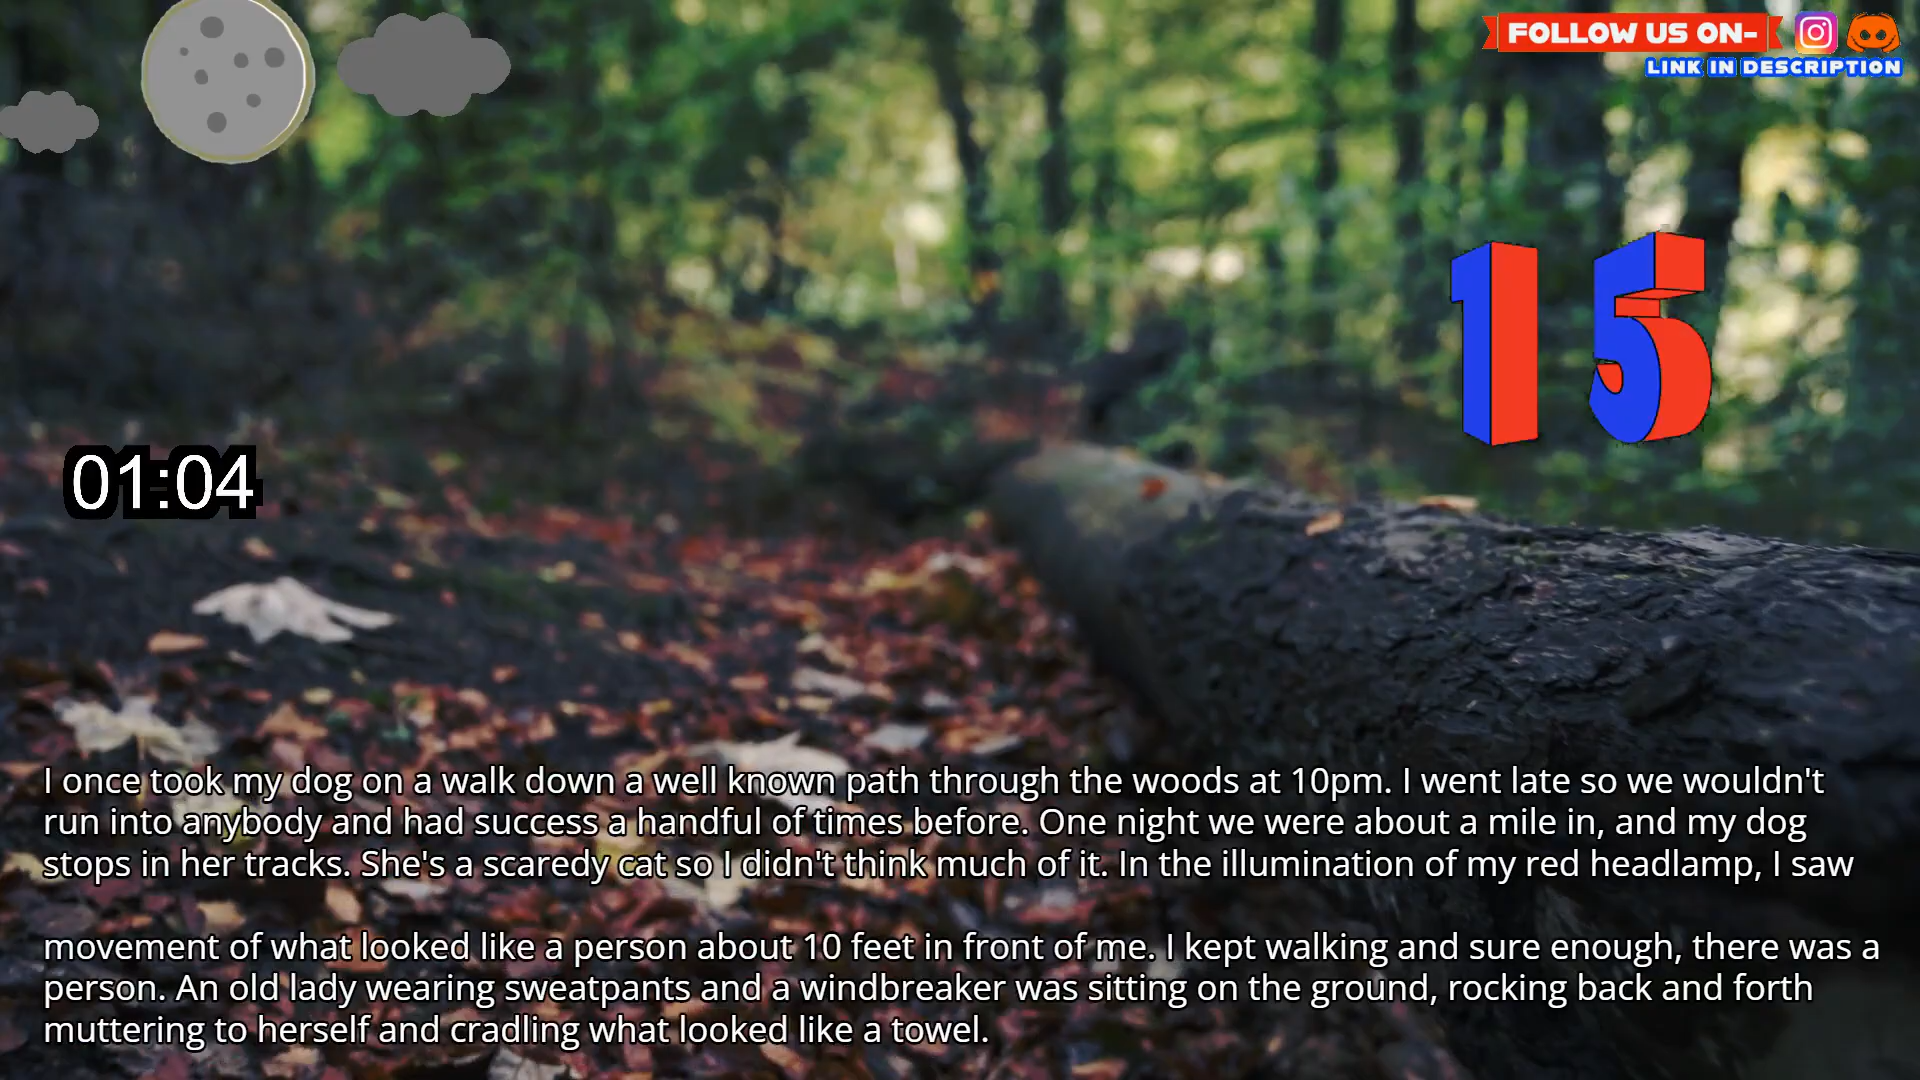 FOLLOW US ON-
LINK IN DESCRIPTION
15
01:04
I once took my dog on a walk down a well known path through the woods at 10pm. I went late so we wouldn't
run into anybody and had success a handful of times before. One night we were about a mile in, and my dog
stops in her tracks. She's a scaredy cat so I didn't think much of it. In the illumination of my red headlamp, I saw
movement of what looked like a person about 10 feet in front of me. I kept walking and sure enough, there was a
person. An old lady wearing sweatpants and a windbreaker was sitting on the ground, rocking back and forth
muttering to herself and cradling what looked like a towel.